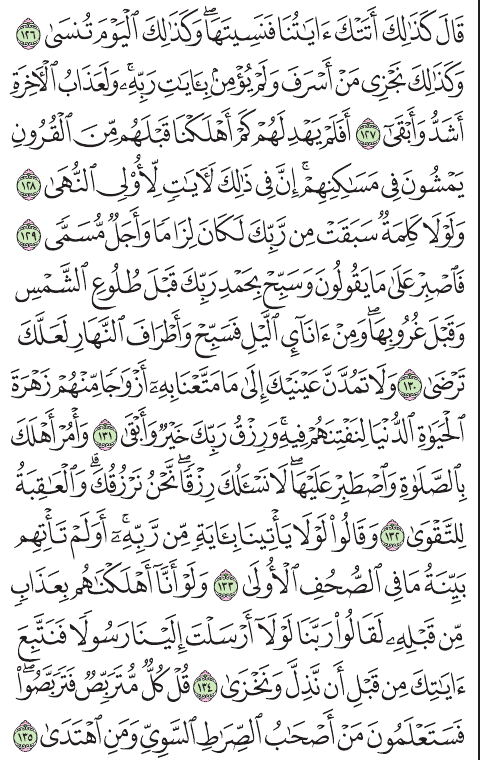 قَالَ كَذَٰلِكَ أَتَتْكَ ءَايَٰتُنَا فَنَسِيتَهَاۖ وَكَذَٰلِكَ ٱلْيَوْمَ تُنسَىٰ ١٢٦
وَكَذَٰلِكَ نَجْزِى مَنْ أَسْرَفَ وَلَمْ يُؤْمِنۢ بِـَٔايَٰتِ رَبِّهِۦۚ وَلَعَذَابُ ٱلْأٓخِرَةِ
أَشَدُّ وَأَبْقَىٰٓ ١٢٧ أَفَلَمْ يَهْدِ لَهُمْ كَمْ أَهْلَكْنَا قَبْلَهُم مِّنَ ٱلْقُرُونِ
يَمْشُونَ فِى مَسَٰكِنِهِمْۚ إِنَّ فِى ذَٰلِكَ لَأٓيَٰتٍ لِّأُو۟لِى ٱلنُّهَىٰ ١٢٨
وَلَوْلَا كَلِمَةٌ سَبَقَتْ مِن رَّبِّكَ لَكَانَ لِزَامًا وَأَجَلٌ مُّسَمًّى ١٢٩
فَٱصْبِرْ عَلَىٰ مَا يَقُولُونَ وَسَبِّحْ بِحَمْدِ رَبِّكَ قَبْلَ طُلُوعِ ٱلشَّمْسِ
وَقَبْلَ غُرُوبِهَاۖ وَمِنْ ءَانَآئِ ٱلَّيْلِ فَسَبِّحْ وَأَطْرَافَ ٱلنَّهَارِ لَعَلَّكَ
تَرْضَىٰ ١٣٠ وَلَا تَمُدَّنَّ عَيْنَيْكَ إِلَىٰ مَا مَتَّعْنَا بِهِۦٓ أَزْوَٰجًا مِّنْهُمْ زَهْرَةَ
ٱلْحَيَوٰةِ ٱلدُّنْيَا لِنَفْتِنَهُمْ فِيهِۚ وَرِزْقُ رَبِّكَ خَيْرٌ وَأَبْقَىٰ ١٣١ وَأْمُرْ أَهْلَكَ
بِٱلصَّلَوٰةِ وَٱصْطَبِرْ عَلَيْهَاۖ لَا نَسْـَٔلُكَ رِزْقًاۖ نَّحْنُ نَرْزُقُكَۗ وَٱلْعَٰقِبَةُ
لِلتَّقْوَىٰ ١٣٢ وَقَالُوا۟ لَوْلَا يَأْتِينَا بِـَٔايَةٍ مِّن رَّبِّهِۦٓۚ أَوَلَمْ تَأْتِهِم
بَيِّنَةُ مَا فِى ٱلصُّحُفِ ٱلْأُولَىٰ ١٣٣ وَلَوْ أَنَّآ أَهْلَكْنَٰهُم بِعَذَابٍ
مِّن قَبْلِهِۦ لَقَالُوا۟ رَبَّنَا لَوْلَآ أَرْسَلْتَ إِلَيْنَا رَسُولًا فَنَتَّبِعَ
ءَايَٰتِكَ مِن قَبْلِ أَن نَّذِلَّ وَنَخْزَىٰ ١٣٤ قُلْ كُلٌّ مُّتَرَبِّصٌ فَتَرَبَّصُوا۟ۖ
فَسَتَعْلَمُونَ مَنْ أَصْحَٰبُ ٱلصِّرَٰطِ ٱلسَّوِىِّ وَمَنِ ٱهْتَدَىٰ ١٣٥